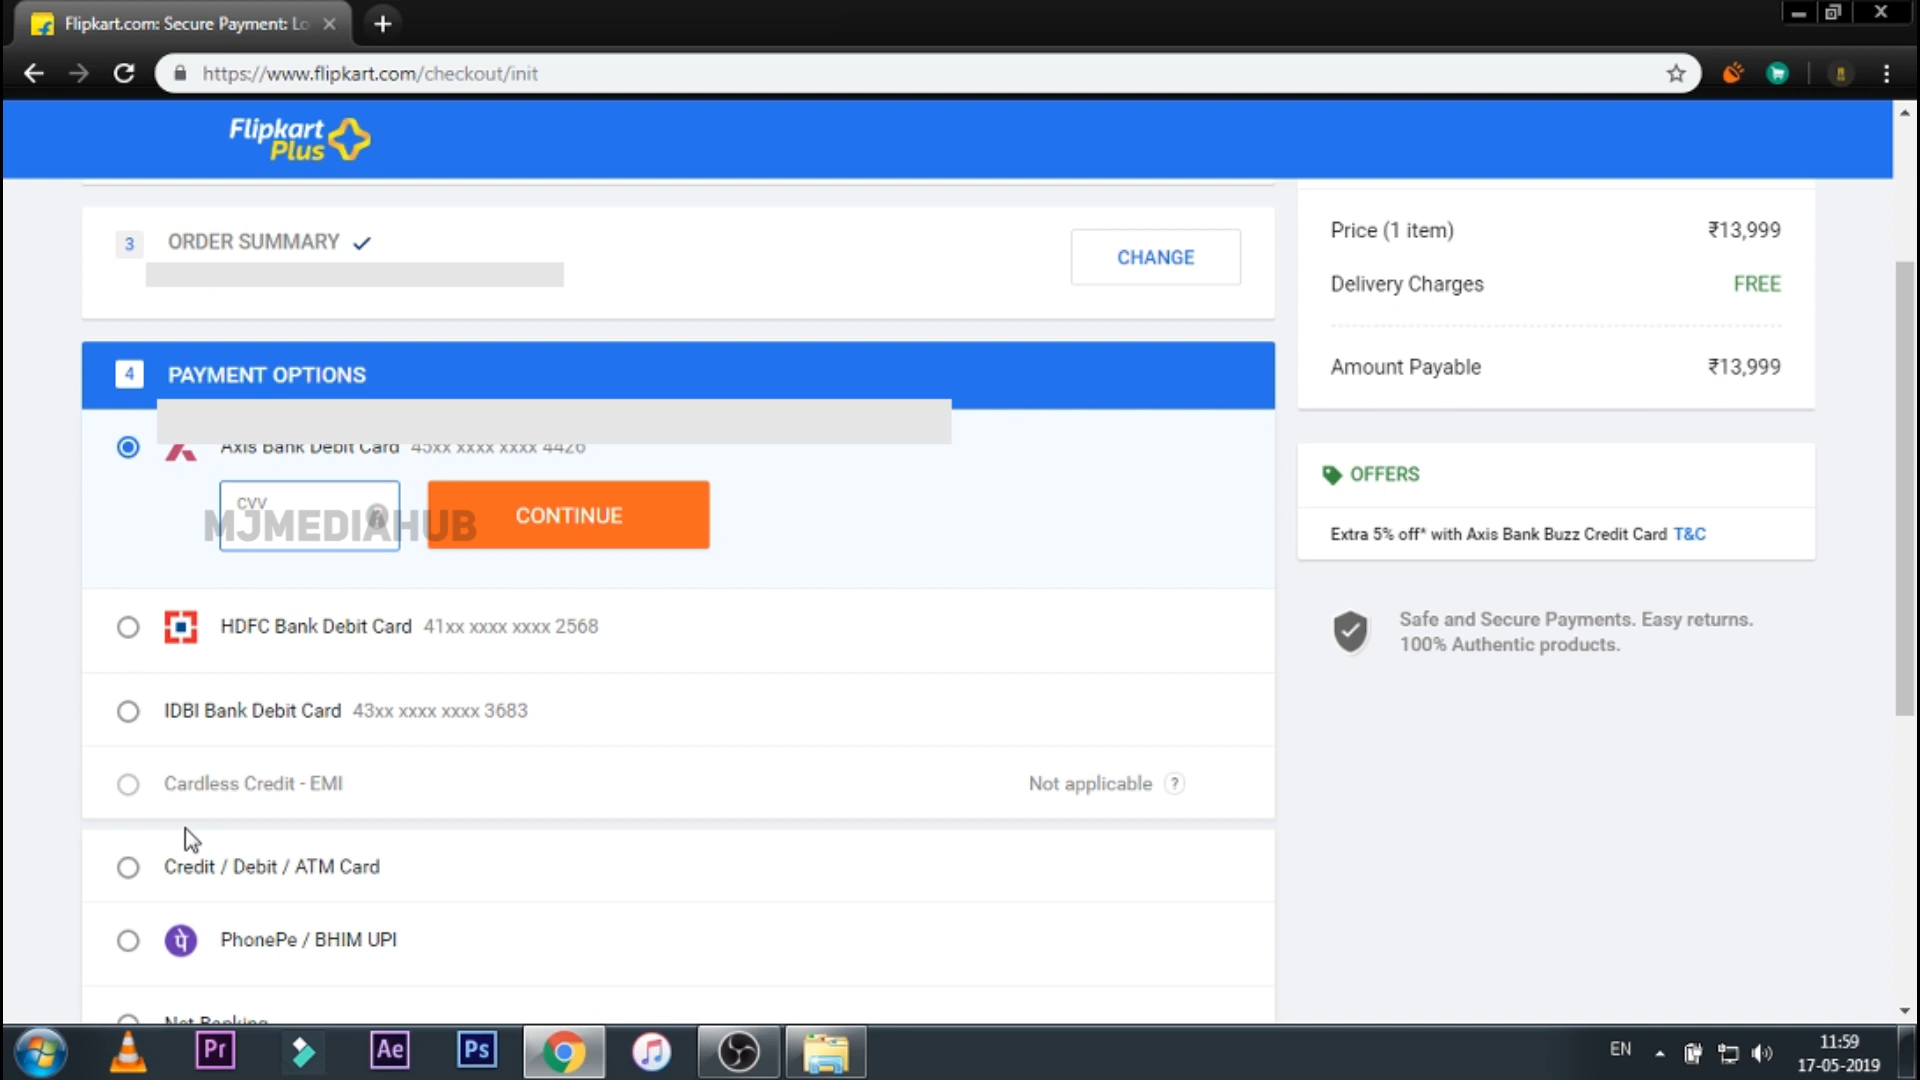 Flipkart.com: Secure Payment: Lo
https://www.flipkart.com/checkout/init
Flipkart
Plus
3 ORDER SUMMARY
CHANGE
4 PAYMENT OPTIONS
Axis Bank Debit Card 45xx xxxx xxxx 4426
CVV
MJMEDIAHUB
CONTINUE
HDFC Bank Debit Card 41xx xxxx xxxx 2568
IDBI Bank Debit Card 43xx xxxx xxxx 3683
Cardless Credit - EMI Not applicable ?
Credit / Debit / ATM Card
पे PhonePe / BHIM UPI
Net Banking
Price (1 item) ₹13,999
Delivery Charges FREE
Amount Payable ₹13,999
OFFERS
Extra 5% off* with Axis Bank Buzz Credit Card T&C
Safe and Secure Payments. Easy returns.
100% Authentic products.
Pr Ae Ps
EN
11:59
17-05-2019